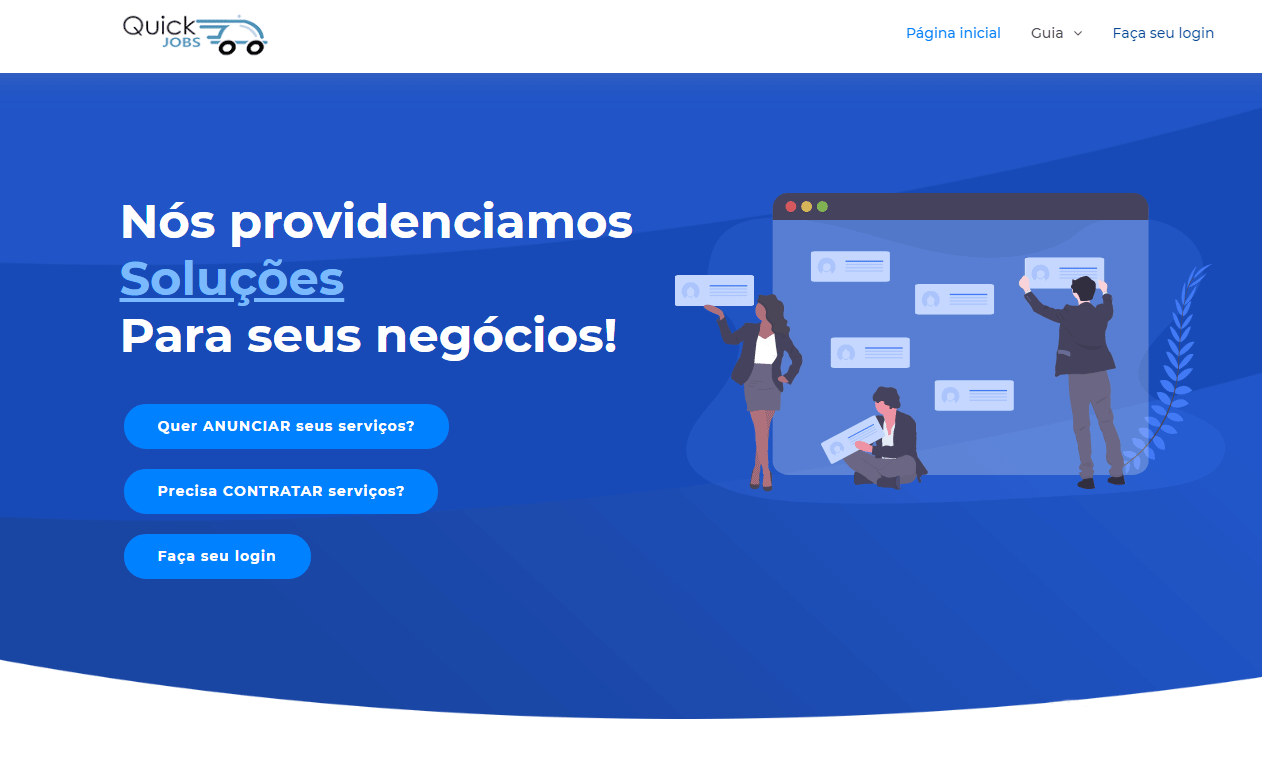 Quick
JOBS
Página inicial
Guia
Faça seu login
Nós providenciamos
Soluções
Para seus negócios!
Quer ANUNCIAR seus serviços?
Precisa CONTRATAR serviços?
Faça seu login